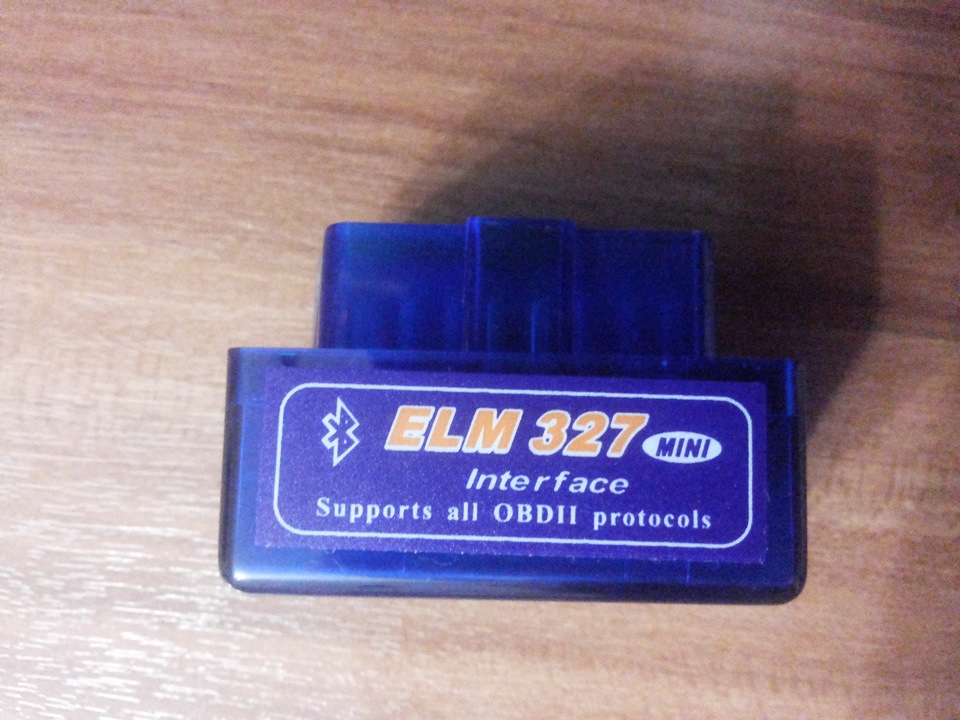 ELM 327 MINI
Interface
Supports all OBDII protocols